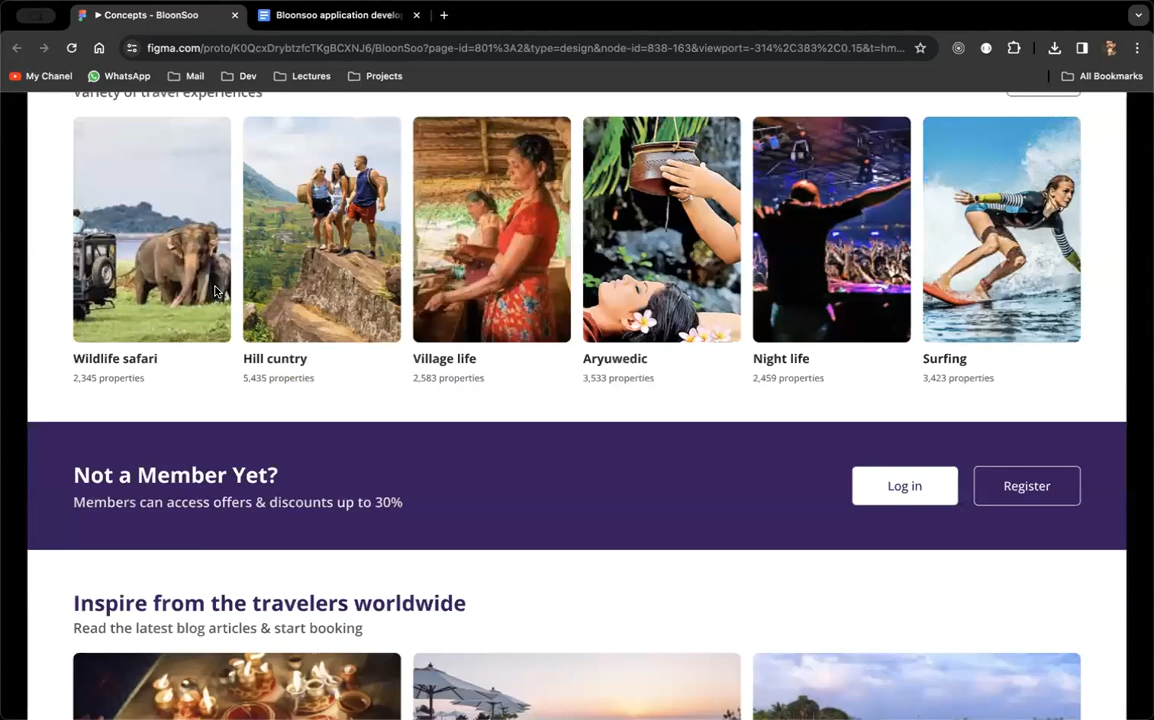 Concepts - BloonSoo
Bloonsoo application develo
figma.com/proto/K0QcxDrybtzfcTKgBCXNJ6/BloonSoo?page-id=801%3A2&type=design&node-id=838-163&viewport=-314%2C383%2C0.15&t=hm...
My Chanel
WhatsApp
Mail
Dev
Lectures
Projects
All Bookmarks
Variety of travel experiences
Wildlife safari
2,345 properties
Hill cuntry
5,435 properties
Village life
2,583 properties
Aryuwedic
3,533 properties
Night life
2,459 properties
Surfing
3,423 properties
Not a Member Yet?
Members can access offers & discounts up to 30%
Log in
Register
Inspire from the travelers worldwide
Read the latest blog articles & start booking